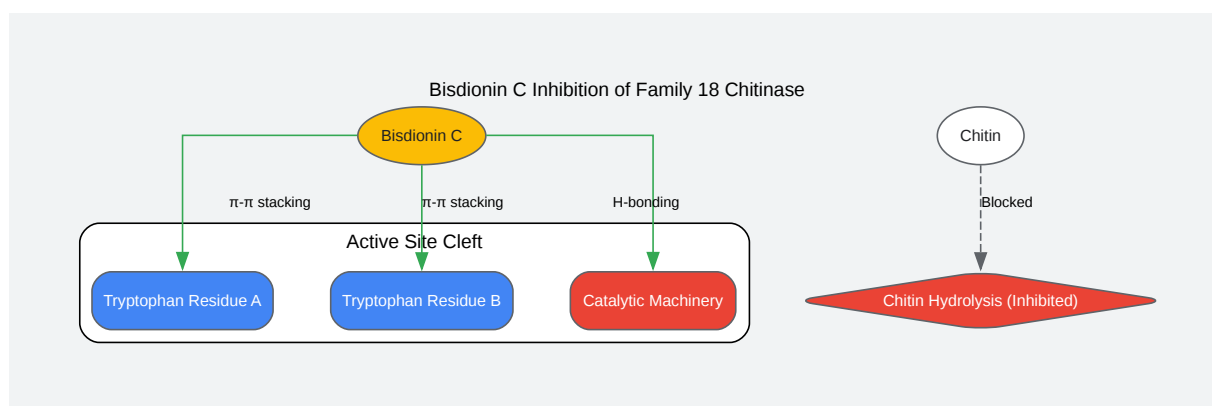 Bisdionin C Inhibition of Family 18 Chitinase
Bisdionin C
Chitin
π-π stacking
π-π stacking
H-bonding
Blocked
Active Site Cleft
Tryptophan Residue A
Tryptophan Residue B
Catalytic Machinery
Chitin Hydrolysis (Inhibited)